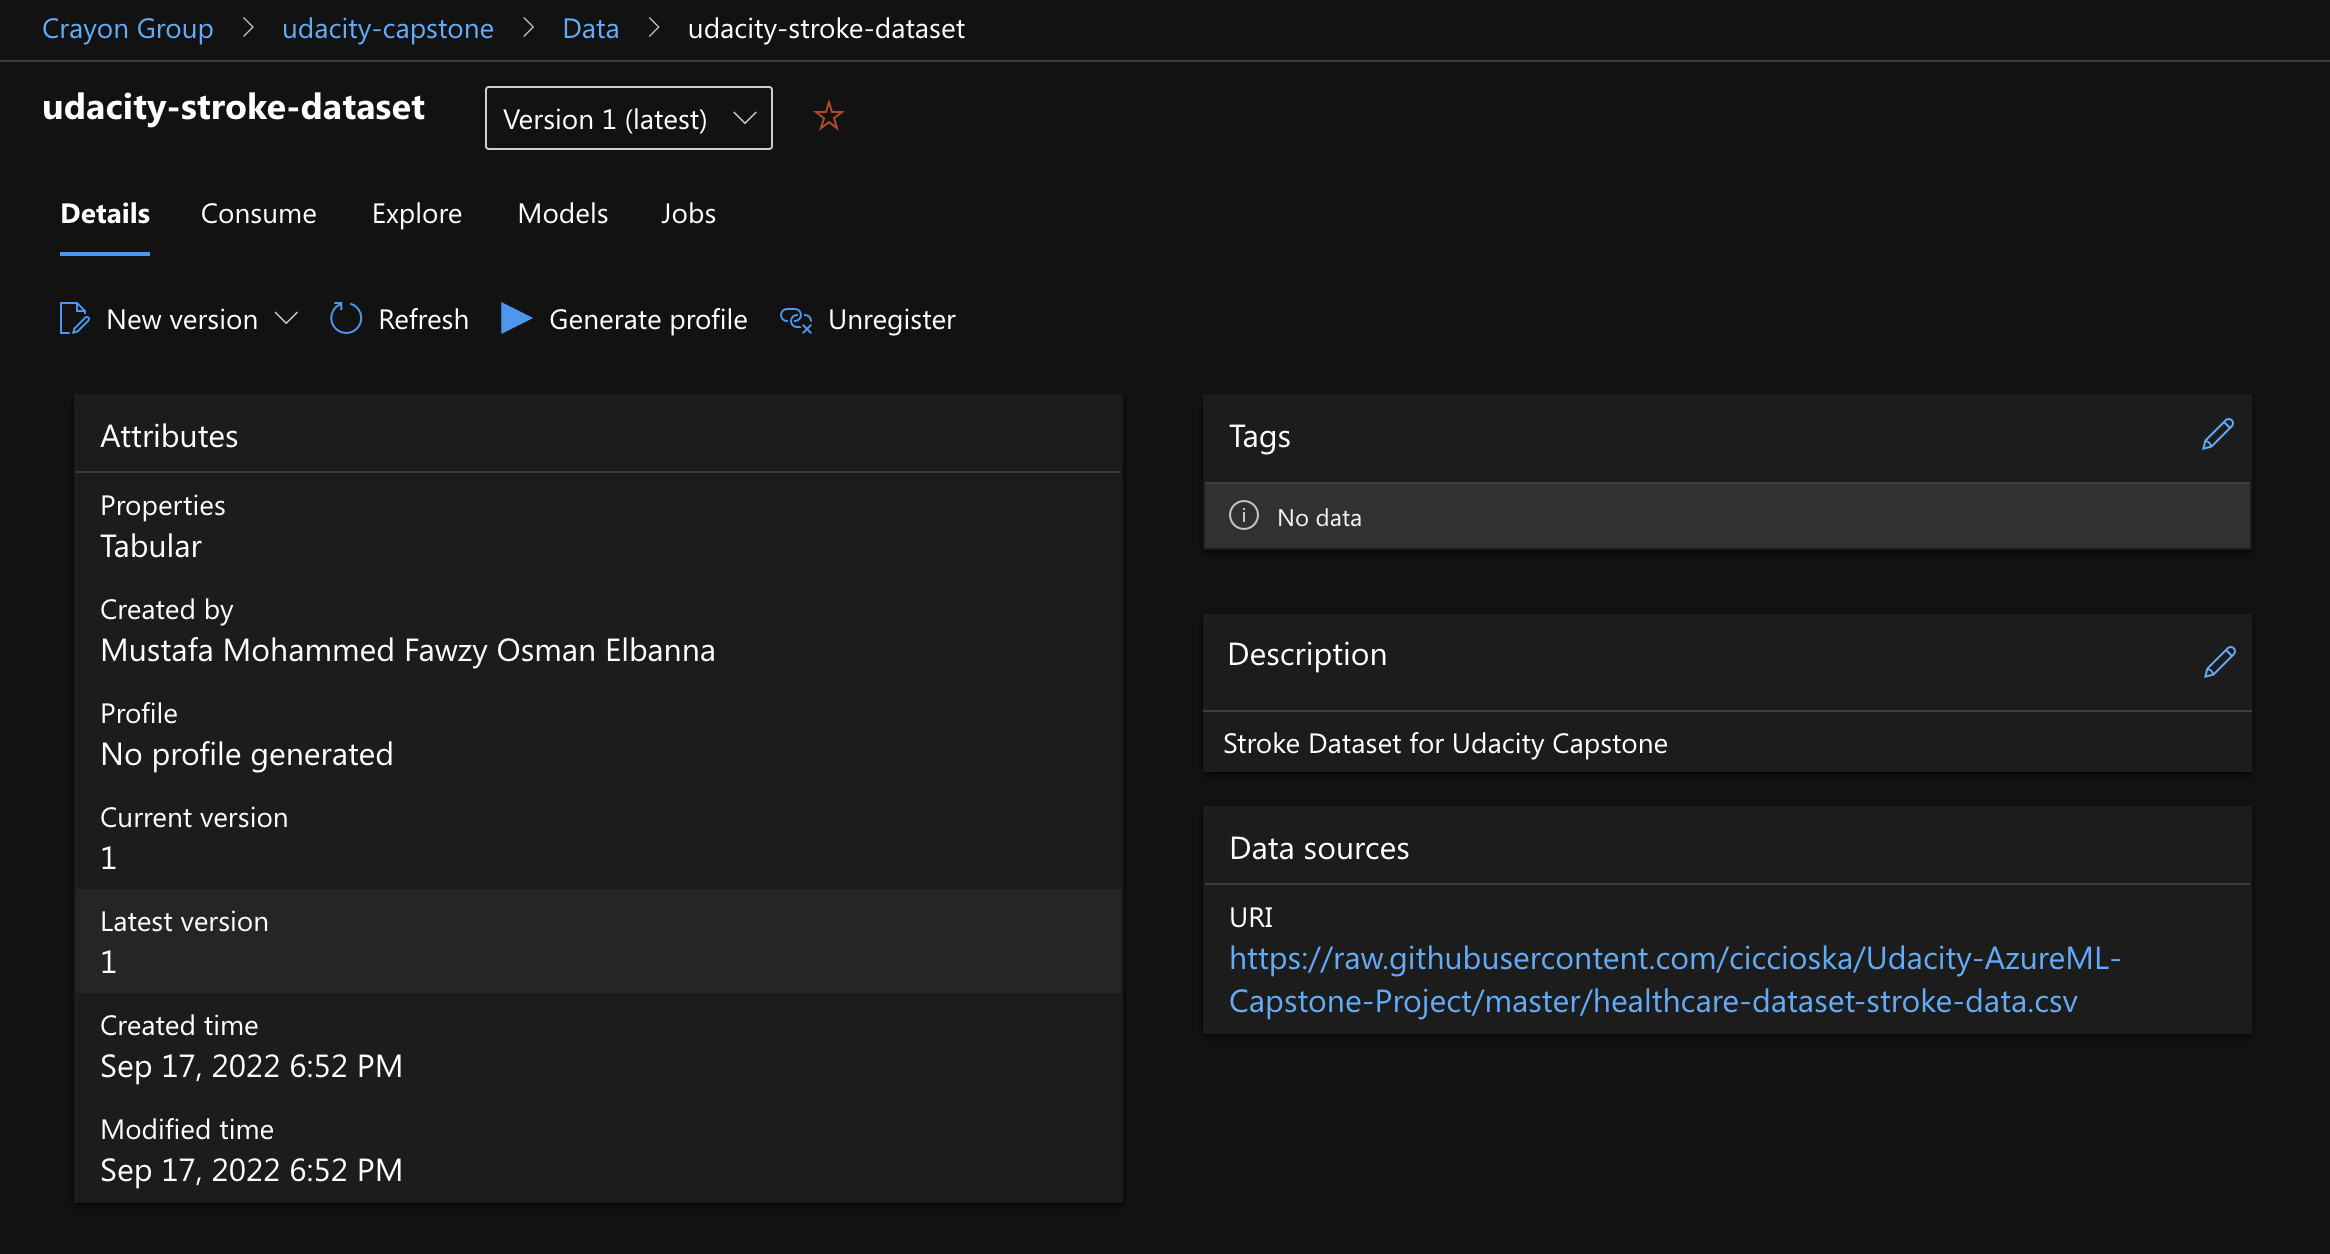 Crayon Group > udacity-capstone > Data > udacity-stroke-dataset
udacity-stroke-dataset Version 1 (latest)
Details Consume Explore Models Jobs
New version Refresh Generate profile Unregister
Attributes
Properties
Tabular
Created by
Mustafa Mohammed Fawzy Osman Elbanna
Profile
No profile generated
Current version
1
Latest version
1
Created time
Sep 17, 2022 6:52 PM
Modified time
Sep 17, 2022 6:52 PM
Tags
No data
Description
Stroke Dataset for Udacity Capstone
Data sources
URI
https://raw.githubusercontent.com/ciccioska/Udacity-AzureML-
Capstone-Project/master/healthcare-dataset-stroke-data.csv